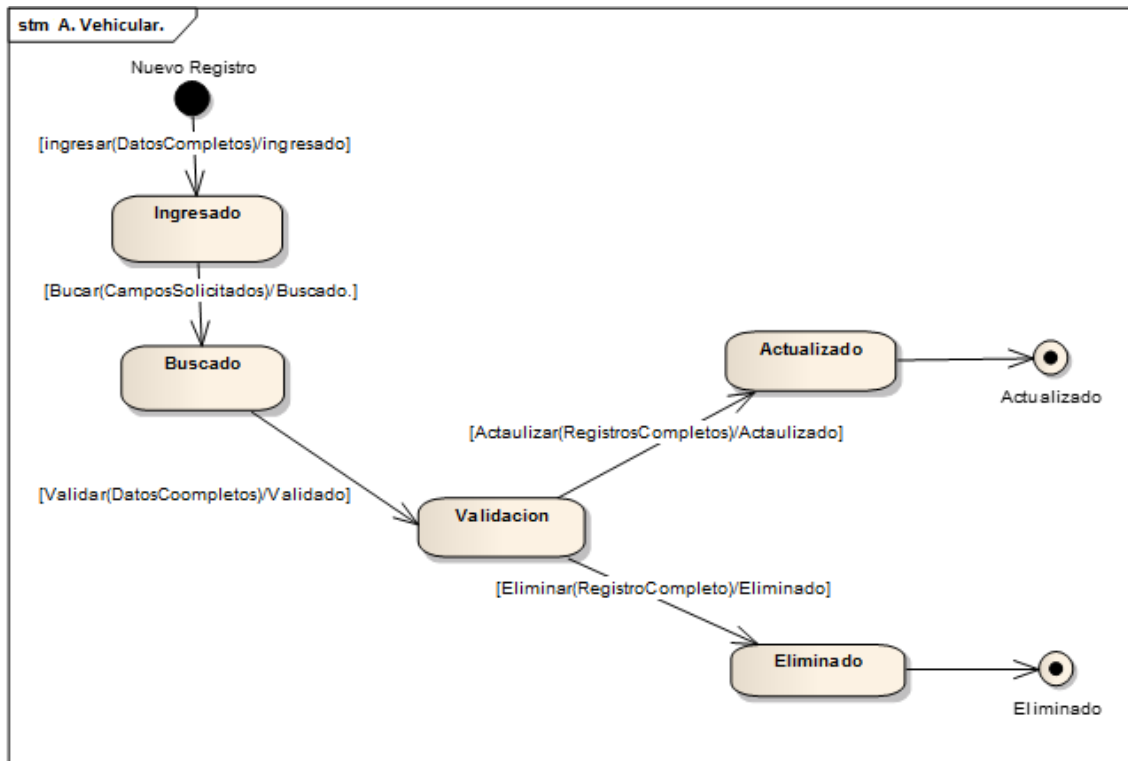 stm A. Vehicular.
Nuevo Registro
[ingresar(DatosCompletos)/ingresado]
Ingresado
[Bucar(CamposSolicitados)/Buscado.]
Buscado
Actualizado
Actualizado
[Actaulizar(RegistrosCompletos)/Actaulizado]
[Validar(DatosCoompletos)/Validado]
Validacion
[Eliminar(RegistroCompleto)/Eliminado]
Eliminado
Eliminado